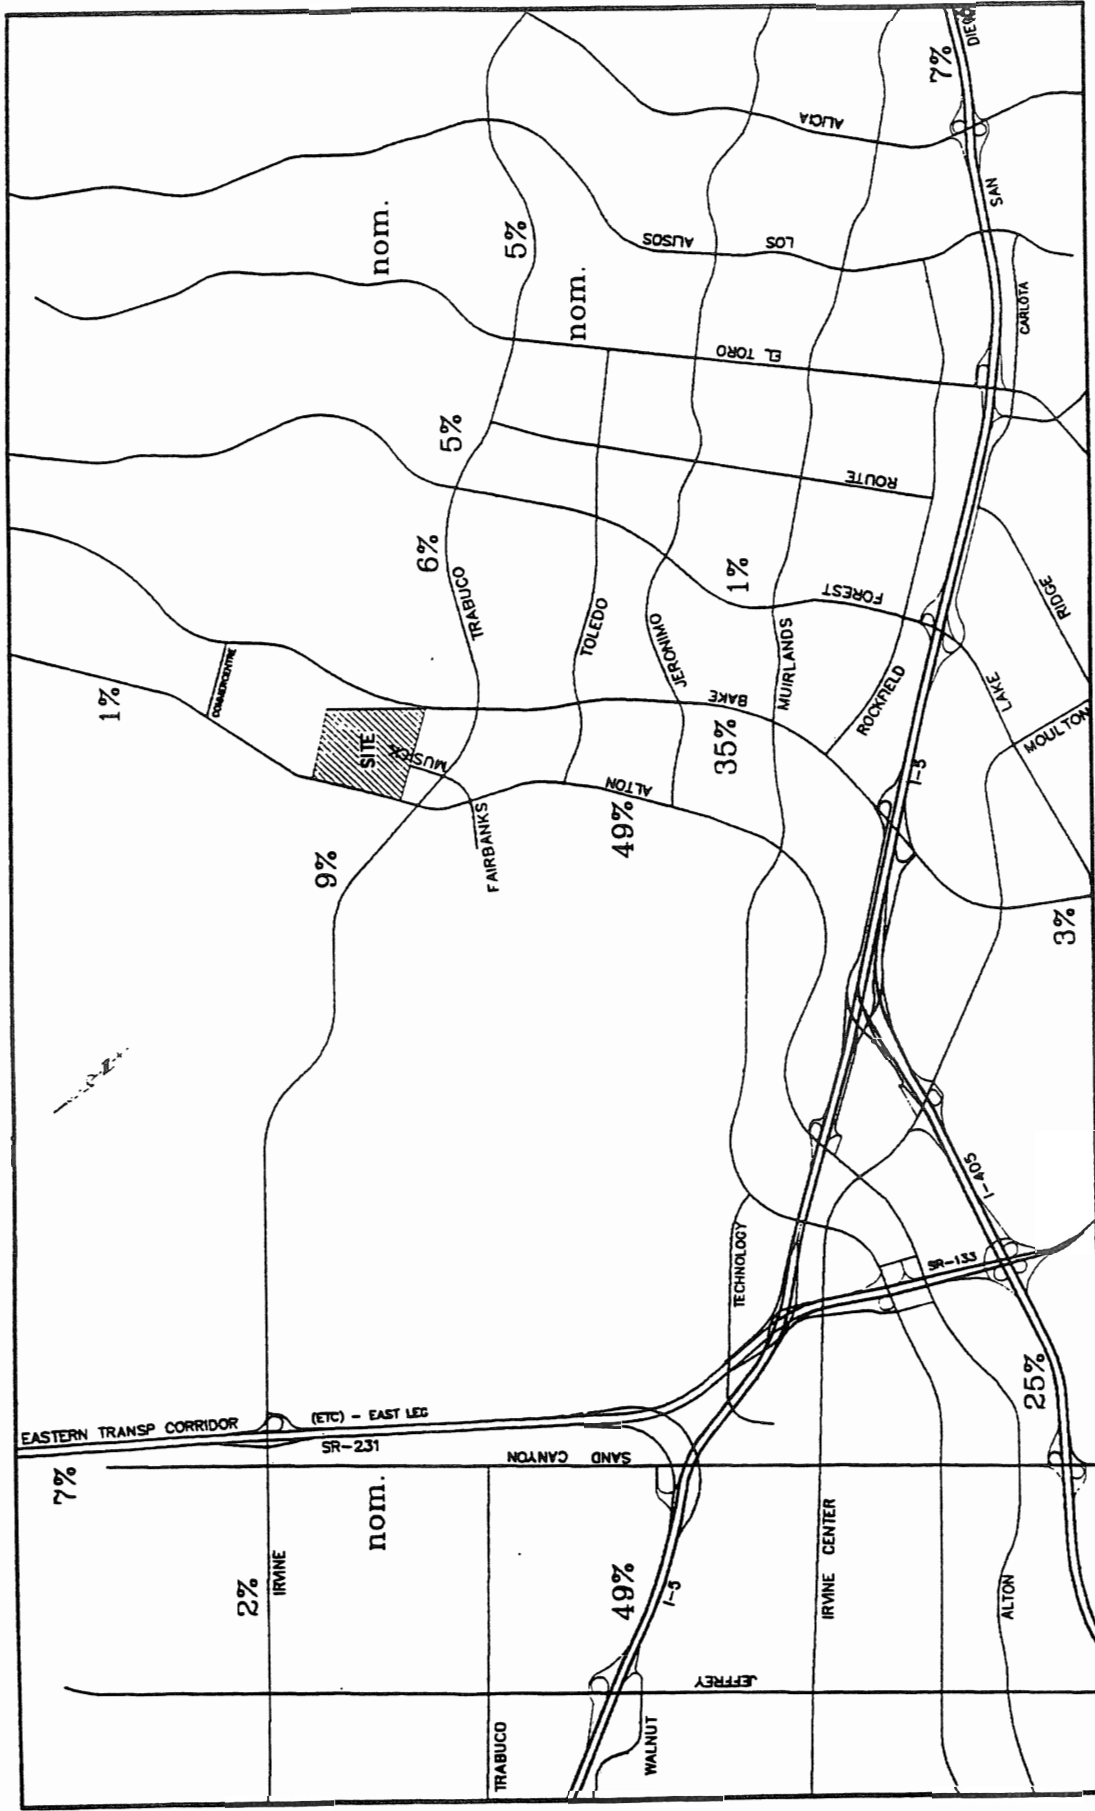 EASTERN TRANSP CORRIDOR
7%
(ETC) - EAST LEG
SR-231
2%
IRVINE
nom.
SAND CANYON
TRABUCO
49%
I-5
WALNUT
JEFFREY
TECHNOLOGY
IRVINE CENTER
ALTON
SR-133
I-405
25%
1%
COMMERCENTRE
SITE
MUSICK
9%
FAIRBANKS
ALTON
49%
BAKE
35%
TRABUCO
6%
5%
5%
TOLEDO
JERONIMO
MUIRLANDS
ROCKFIELD
1%
FOREST
LAKE
RIDGE
MOULTON
I-5
3%
ROUTE
nom.
nom.
EL TORO
LOS ALISOS
CARLOTA
ALICIA
7%
SAN